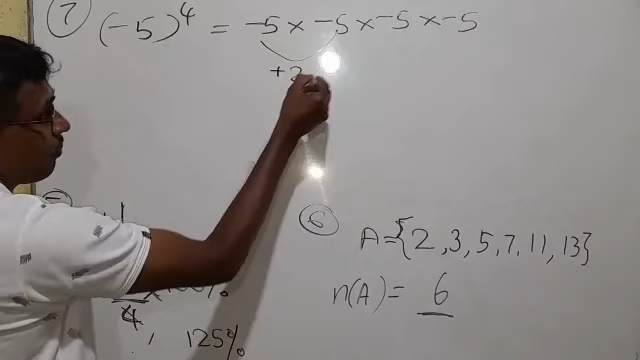 7 (-5)⁴ = -5 x -5 x -5 x -5
+2
6 A = {2, 3, 5, 7, 11, 13}
n(A) = 6
4
125%